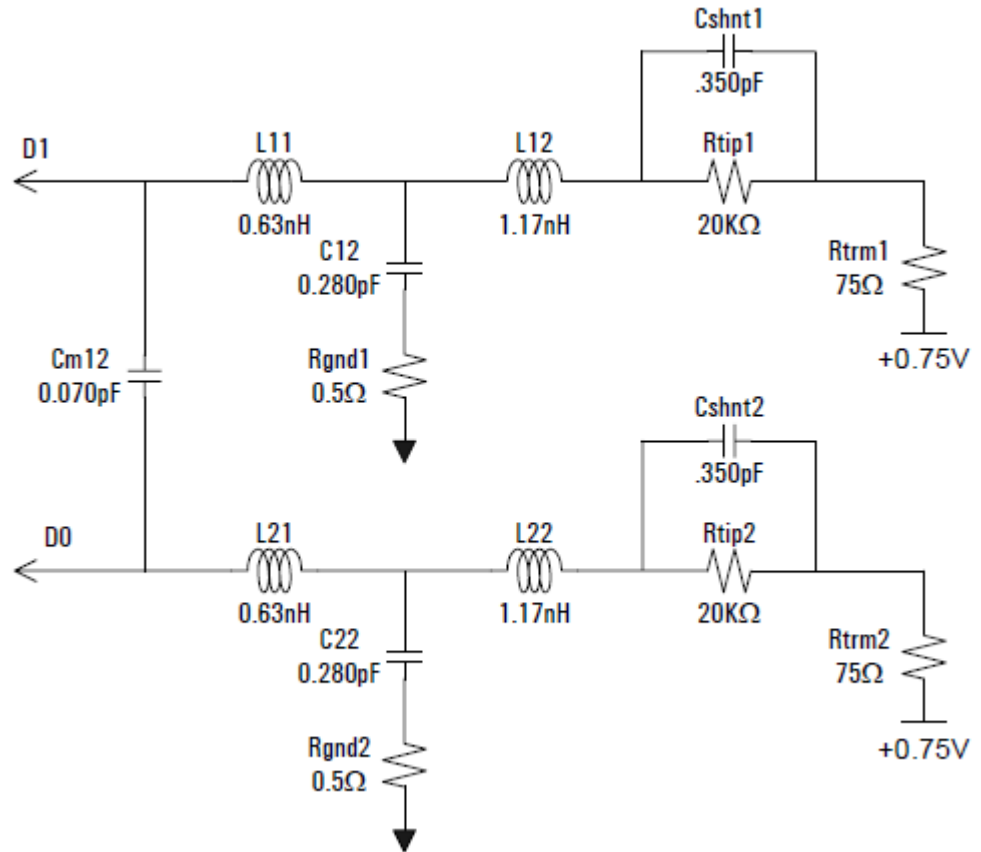 Cshnt1
.350pF
D1
L11
L12
Rtip1
0.63nH
1.17nH
20KΩ
C12
0.280pF
Rtrm1
75Ω
+0.75V
Rgnd1
0.5Ω
Cm12
0.070pF
Cshnt2
.350pF
D0
L21
L22
Rtip2
0.63nH
1.17nH
20KΩ
C22
0.280pF
Rtrm2
75Ω
+0.75V
Rgnd2
0.5Ω